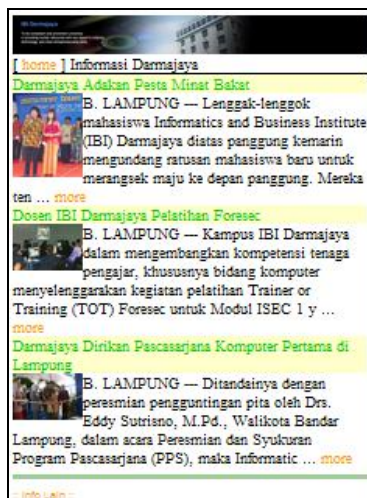 IBI Darmajaya
[ home ] Informasi Darmajaya
Darmajaya Adakan Pesta Minat Bakat
B. LAMPUNG --- Lenggak-lenggok
mahasiswa Informatics and Business Institute
(IBI) Darmajaya diatas panggung kemarin
mengundang ratusan mahasiswa baru untuk
merangsek maju ke depan panggung. Mereka
ten ... more
Dosen IBI Darmajaya Pelatihan Foresec
B. LAMPUNG --- Kampus IBI Darmajaya
dalam mengembangkan kompetensi tenaga
pengajar, khususnya bidang komputer
menyelenggarakan kegiatan pelatihan Trainer or
Training (TOT) Foresec untuk Modul ISEC 1 y ...
more
Darmajaya Dirikan Pascasarjana Komputer Pertama di
Lampung
B. LAMPUNG --- Ditandainya dengan
peresmian pengguntingan pita oleh Drs.
Eddy Sutrisno, M.Pd., Walikota Bandar
Lampung, dalam acara Peresmian dan Syukuran
Program Pascasarjana (PPS), maka Informatic ... more
:: Info Lain ::